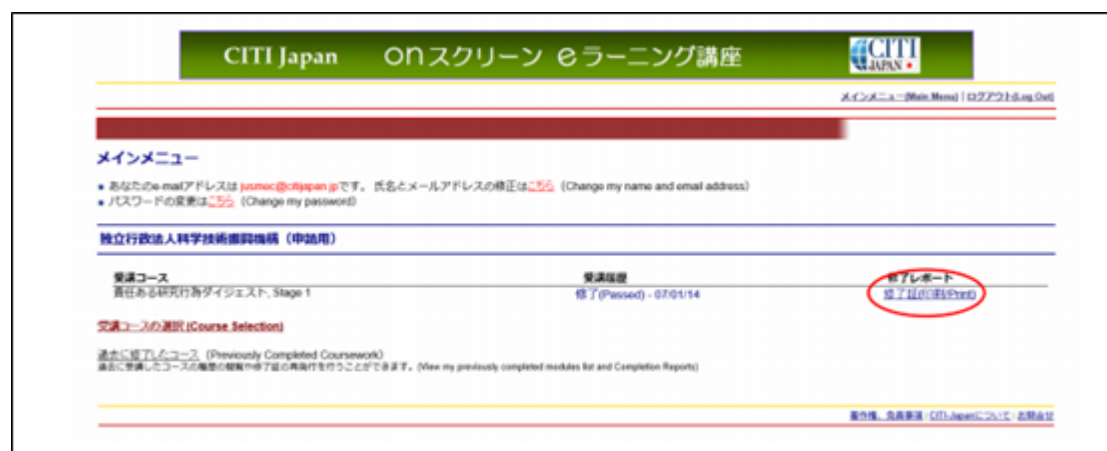 CITI Japan onスクリーン eラーニング講座
CITI JAPAN
メインメニュー(Main Menu) | ログアウト(Log Out)
メインメニュー
あなたのe-mailアドレスは jusmec@citijapan.jpです。 氏名とメールアドレスの修正はこちら (Change my name and email address)
パスワードの変更はこちら (Change my password)
独立行政法人科学技術振興機構（申請用）
受講コース 受講履歴 修了レポート
責任ある研究行為ダイジェスト, Stage 1 修了(Passed) - 07/01/14 修了証(印刷/Print)
受講コースの選択 (Course Selection)
過去に修了したコース (Previously Completed Coursework)
過去に受講したコースの履歴の閲覧や修了証の再発行を行うことができます。(View my previously completed modules list and Completion Reports)
著作権、免責事項 | CITI-Japanについて | お問合せ